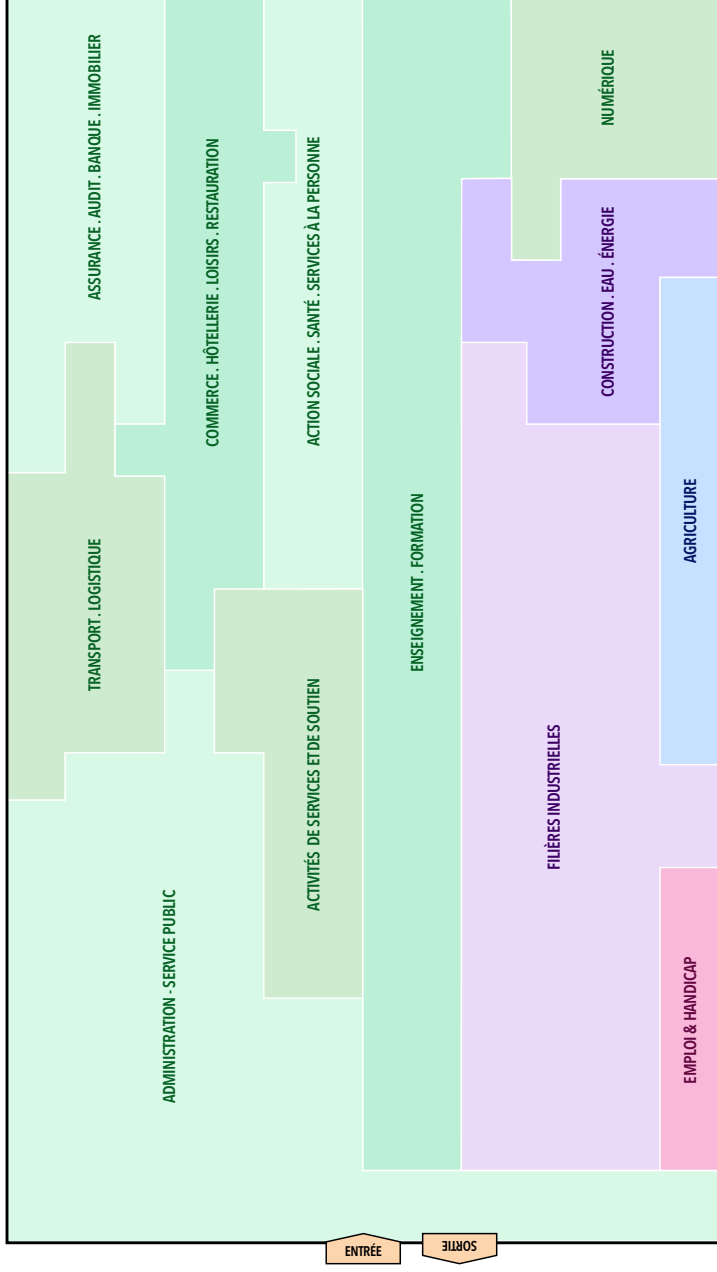 ASSURANCE . AUDIT . BANQUE . IMMOBILIER
TRANSPORT . LOGISTIQUE
ADMINISTRATION - SERVICE PUBLIC
COMMERCE . HÔTELLERIE . LOISIRS . RESTAURATION
ACTION SOCIALE . SANTÉ . SERVICES À LA PERSONNE
ACTIVITÉS DE SERVICES ET DE SOUTIEN
ENSEIGNEMENT . FORMATION
NUMÉRIQUE
CONSTRUCTION . EAU . ÉNERGIE
FILIÈRES INDUSTRIELLES
AGRICULTURE
EMPLOI & HANDICAP
ENTRÉE
SORTIE